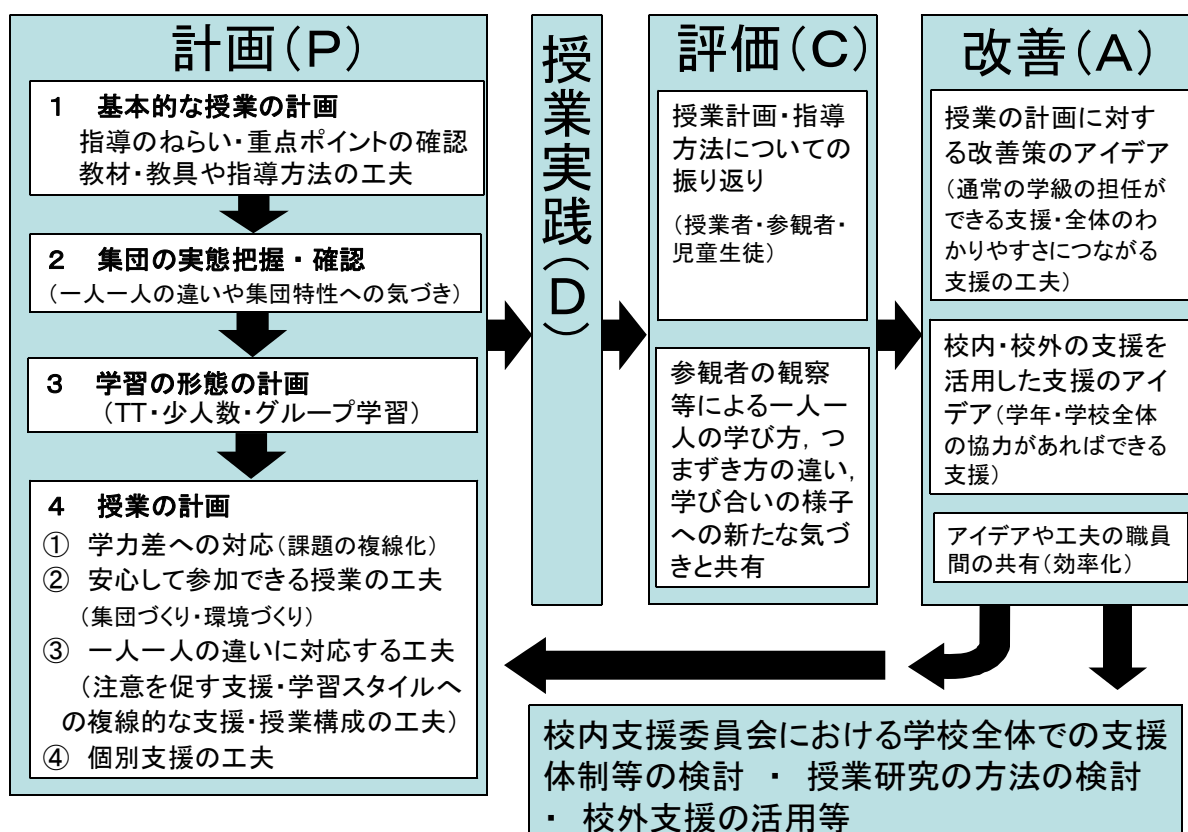 計画(P)
1 基本的な授業の計画
指導のねらい・重点ポイントの確認
教材・教具や指導方法の工夫
2 集団の実態把握・確認
(一人一人の違いや集団特性への気づき)
3 学習の形態の計画
(TT・少人数・グループ学習)
4 授業の計画
① 学力差への対応(課題の複線化)
② 安心して参加できる授業の工夫
(集団づくり・環境づくり)
③ 一人一人の違いに対応する工夫
(注意を促す支援・学習スタイルへ
の複線的な支援・授業構成の工夫)
④ 個別支援の工夫
授業実践(D)
評価(C)
授業計画・指導
方法についての
振り返り
(授業者・参観者・
児童生徒)
参観者の観察
等による一人一
人の学び方,つ
まずき方の違い,
学び合いの様子
への新たな気づ
きと共有
改善(A)
授業の計画に対す
る改善策のアイデア
(通常の学級の担任が
できる支援・全体のわ
かりやすさにつながる
支援の工夫)
校内・校外の支援を
活用した支援のアイ
デア(学年・学校全体
の協力があればできる
支援)
アイデアや工夫の職員
間の共有(効率化)
校内支援委員会における学校全体での支援
体制等の検討 ・ 授業研究の方法の検討
・ 校外支援の活用等